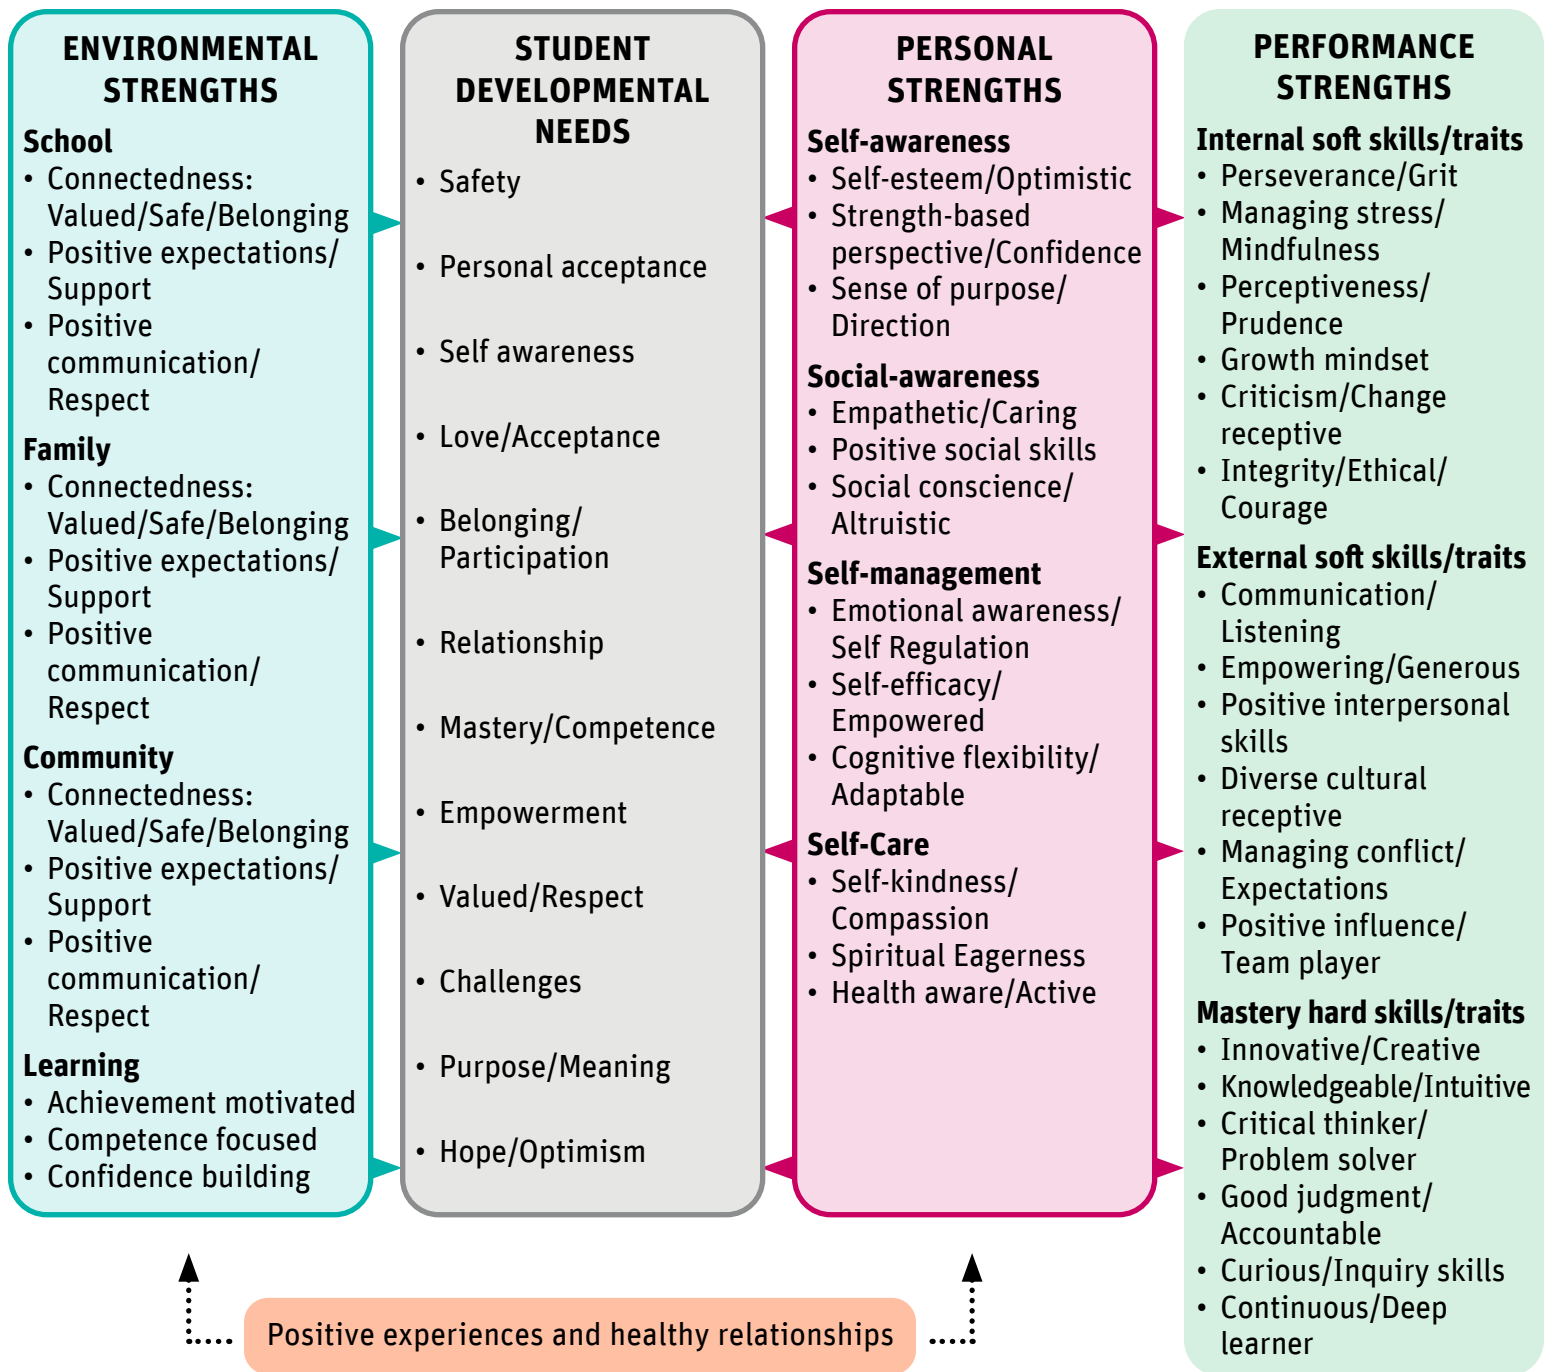 ENVIRONMENTAL
STRENGTHS
School
• Connectedness:
Valued/Safe/Belonging
• Positive expectations/
Support
• Positive
communication/
Respect
Family
• Connectedness:
Valued/Safe/Belonging
• Positive expectations/
Support
• Positive
communication/
Respect
Community
• Connectedness:
Valued/Safe/Belonging
• Positive expectations/
Support
• Positive
communication/
Respect
Learning
• Achievement motivated
• Competence focused
• Confidence building
STUDENT
DEVELOPMENTAL
NEEDS
• Safety
• Personal acceptance
• Self awareness
• Love/Acceptance
• Belonging/
Participation
• Relationship
• Mastery/Competence
• Empowerment
• Valued/Respect
• Challenges
• Purpose/Meaning
• Hope/Optimism
PERSONAL
STRENGTHS
Self-awareness
• Self-esteem/Optimistic
• Strength-based
perspective/Confidence
• Sense of purpose/
Direction
Social-awareness
• Empathetic/Caring
• Positive social skills
• Social conscience/
Altruistic
Self-management
• Emotional awareness/
Self Regulation
• Self-efficacy/
Empowered
• Cognitive flexibility/
Adaptable
Self-Care
• Self-kindness/
Compassion
• Spiritual Eagerness
• Health aware/Active
PERFORMANCE
STRENGTHS
Internal soft skills/traits
• Perseverance/Grit
• Managing stress/
Mindfulness
• Perceptiveness/
Prudence
• Growth mindset
• Criticism/Change
receptive
• Integrity/Ethical/
Courage
External soft skills/traits
• Communication/
Listening
• Empowering/Generous
• Positive interpersonal
skills
• Diverse cultural
receptive
• Managing conflict/
Expectations
• Positive influence/
Team player
Mastery hard skills/traits
• Innovative/Creative
• Knowledgeable/Intuitive
• Critical thinker/
Problem solver
• Good judgment/
Accountable
• Curious/Inquiry skills
• Continuous/Deep
learner
Positive experiences and healthy relationships